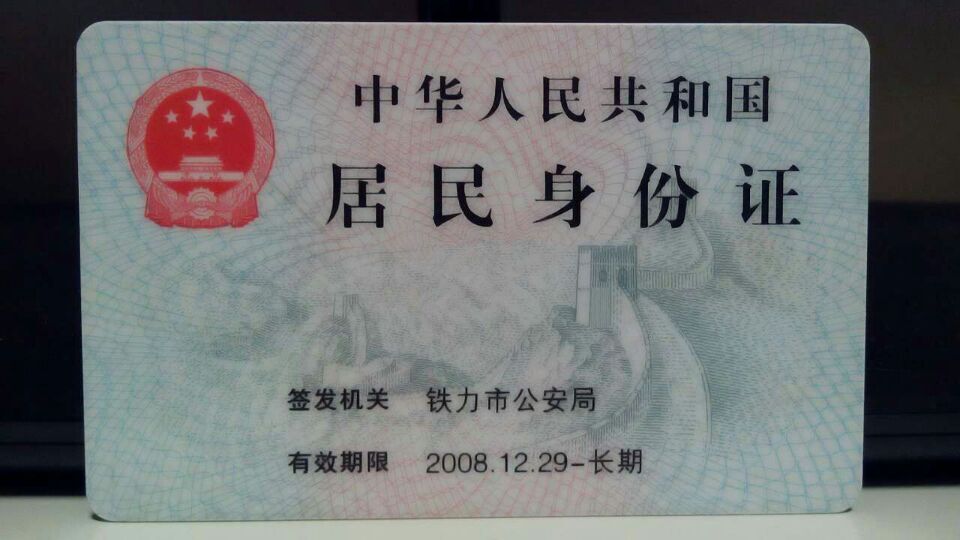 中华人民共和国
居民身份证
签发机关 铁力市公安局
有效期限 2008.12.29-长期